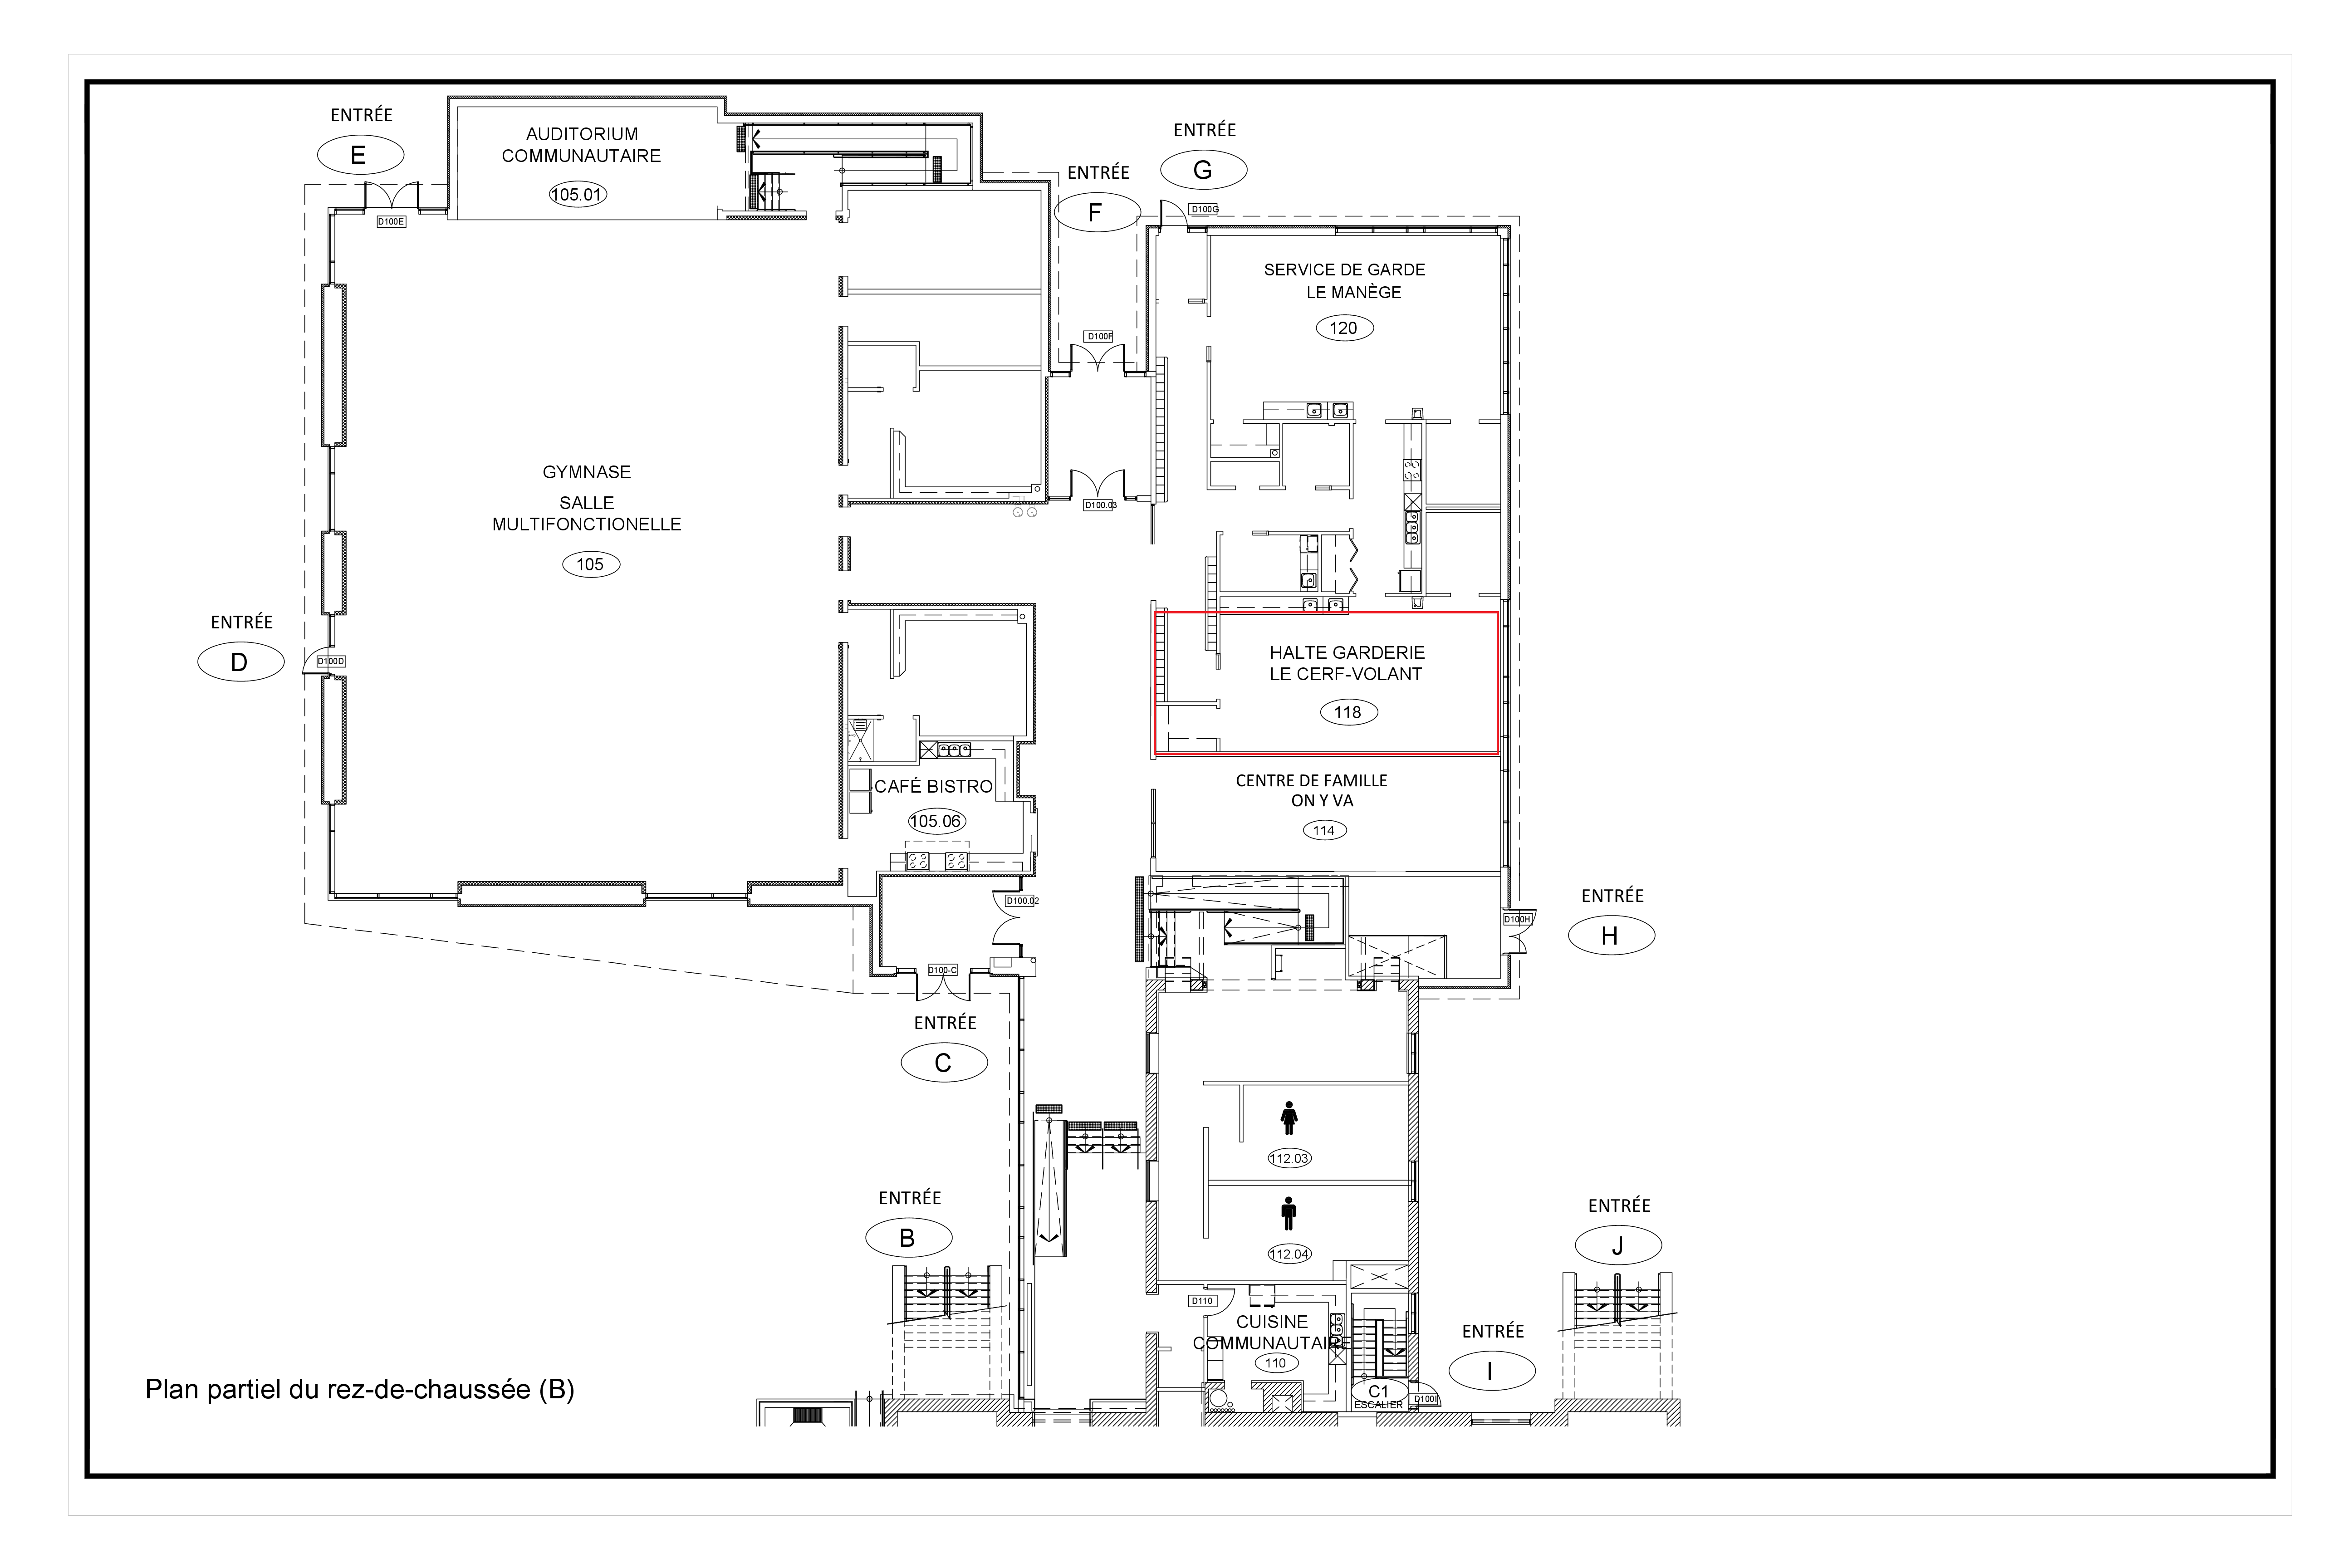 ENTRÉE
E
D100E
AUDITORIUM
COMMUNAUTAIRE
105.01
ENTRÉE
F
D100F
D100.03
ENTRÉE
G
D100G
SERVICE DE GARDE
LE MANÈGE
120
GYMNASE
SALLE
MULTIFONCTIONELLE
105
ENTRÉE
D
D100D
HALTE GARDERIE
LE CERF-VOLANT
118
CENTRE DE FAMILLE
ON Y VA
114
CAFÉ BISTRO
105.06
D100.02
D100-C
ENTRÉE
C
D100H
ENTRÉE
H
112.03
112.04
ENTRÉE
B
ENTRÉE
J
D110
CUISINE
COMMUNAUTAIRE
110
C1
ESCALIER
D100I
ENTRÉE
I
Plan partiel du rez-de-chaussée (B)